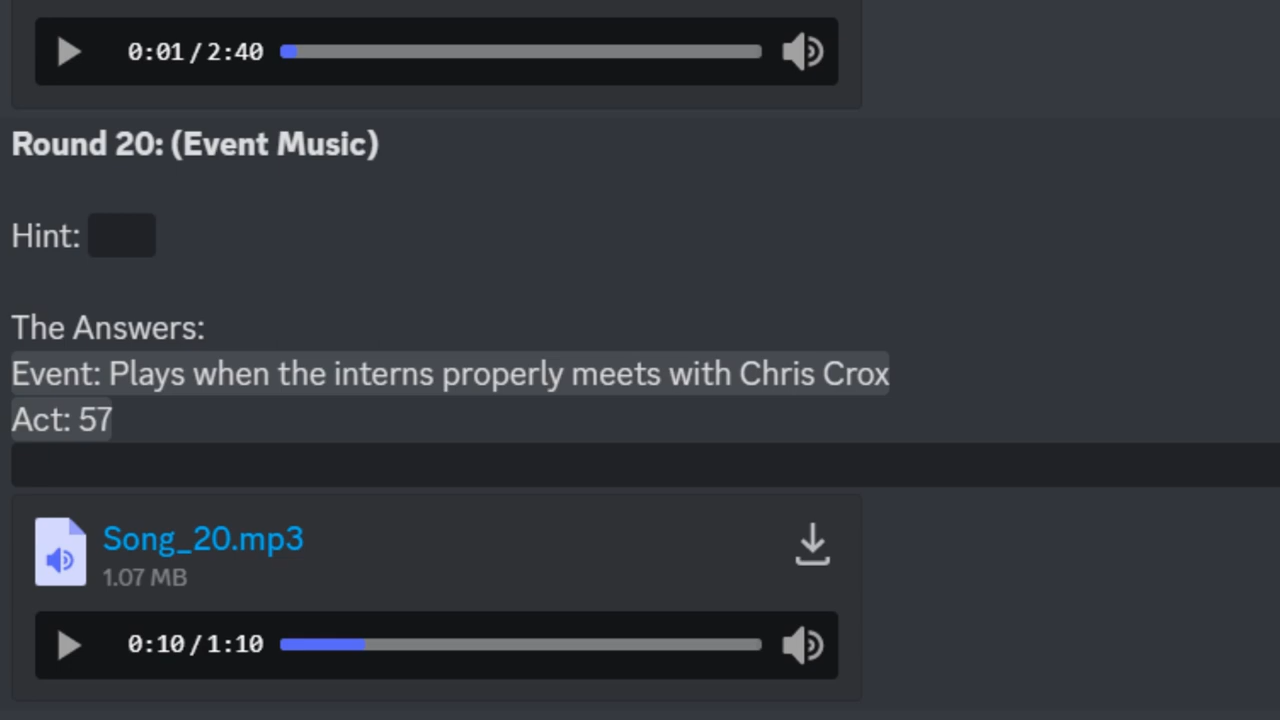 0:01 / 2:40
Round 20: (Event Music)
Hint:
The Answers:
Event: Plays when the interns properly meets with Chris Crox
Act: 57
Song_20.mp3
1.07 MB
0:10 / 1:10